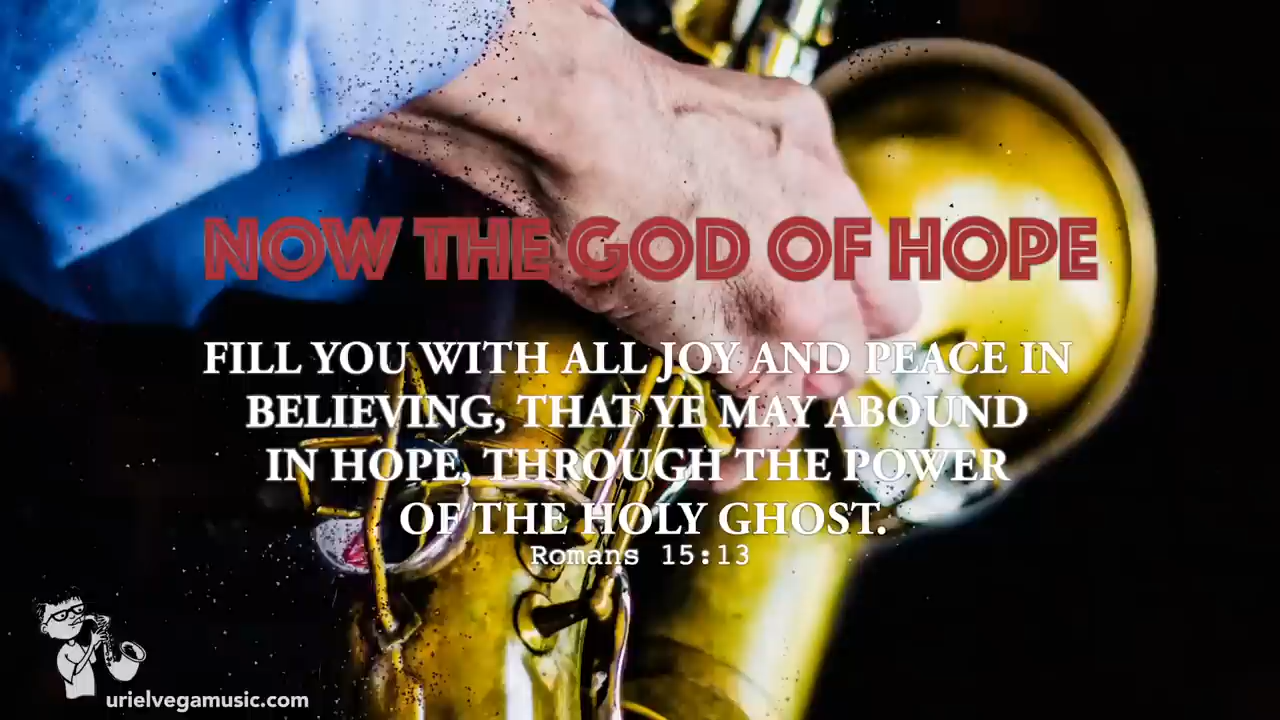 NOW THE GOD OF HOPE
FILL YOU WITH ALL JOY AND PEACE IN
BELIEVING, THAT YE MAY ABOUND
IN HOPE, THROUGH THE POWER
OF THE HOLY GHOST.
Romans 15:13
urielvegamusic.com